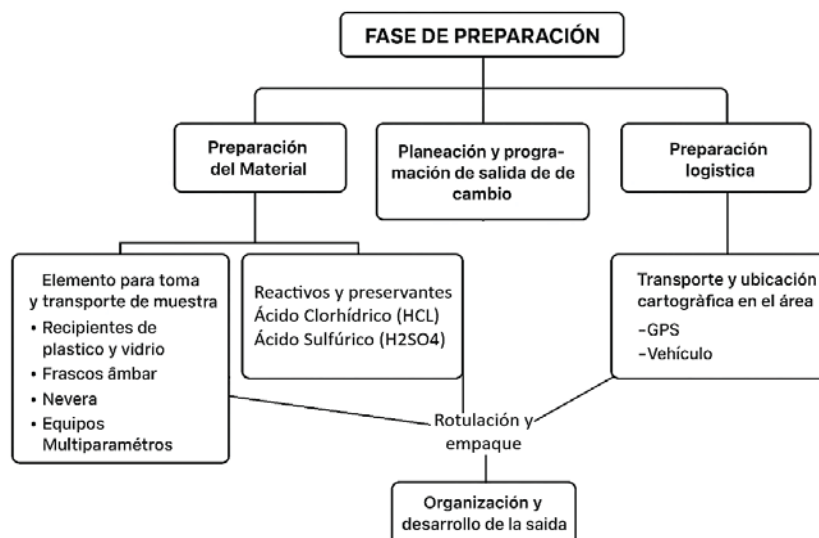 FASE DE PREPARACIÓN
Preparación
del Material
Planeación y progra-
mación de salida de de
cambio
Preparación
logistica
Elemento para toma
y transporte de muestra
• Recipientes de
plastico y vidrio
• Frascos âmbar
• Nevera
• Equipos
Multiparamétros
Reactivos y preservantes
Ácido Clorhídrico (HCL)
Ácido Sulfúrico (H2SO4)
Transporte y ubicación
cartogràfica en el área
-GPS
-Vehículo
Rotulación y
empaque
Organización y
desarrollo de la saida